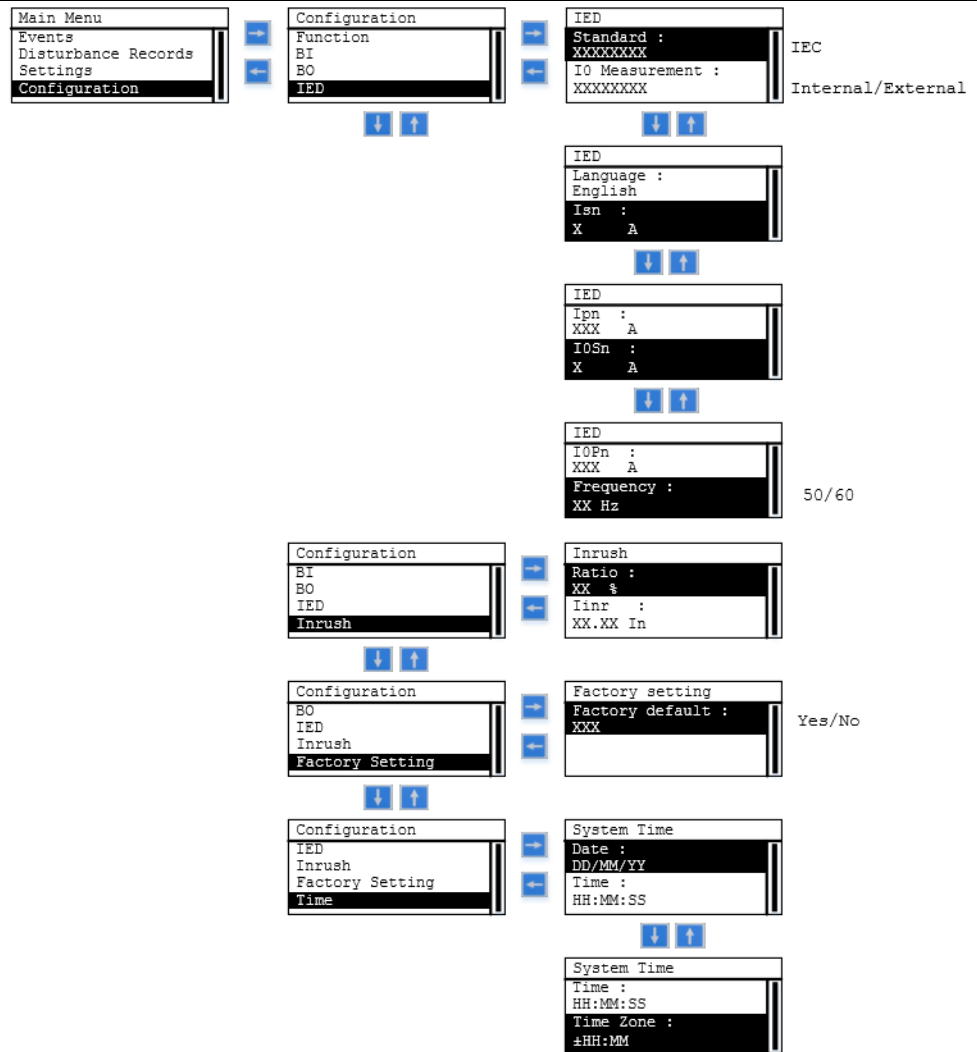 Main Menu
Events
Disturbance Records
Settings
Configuration
Configuration
Function
BI
BO
IED
IED
Standard :
XXXXXXXX
I0 Measurement :
XXXXXXXX
IEC
Internal/External
IED
Language :
English
Isn :
X A
IED
Ipn :
XXX A
I0Sn :
X A
IED
I0Pn :
XXX A
Frequency :
XX Hz
50/60
Configuration
BI
BO
IED
Inrush
Inrush
Ratio :
XX %
Iinr :
XX.XX In
Configuration
BO
IED
Inrush
Factory Setting
Factory setting
Factory default :
XXX
Yes/No
Configuration
IED
Inrush
Factory Setting
Time
System Time
Date :
DD/MM/YY
Time :
HH:MM:SS
System Time
Time :
HH:MM:SS
Time Zone :
±HH:MM